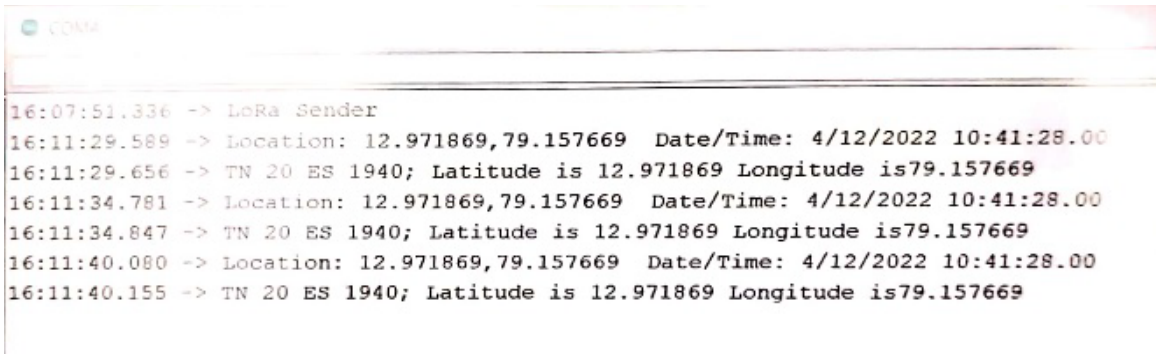 COM4
16:07:51.336 -> LoRa Sender
16:11:29.589 -> Location: 12.971869,79.157669  Date/Time: 4/12/2022 10:41:28.00
16:11:29.656 -> TN 20 ES 1940; Latitude is 12.971869 Longitude is79.157669
16:11:34.781 -> Location: 12.971869,79.157669  Date/Time: 4/12/2022 10:41:28.00
16:11:34.847 -> TN 20 ES 1940; Latitude is 12.971869 Longitude is79.157669
16:11:40.080 -> Location: 12.971869,79.157669  Date/Time: 4/12/2022 10:41:28.00
16:11:40.155 -> TN 20 ES 1940; Latitude is 12.971869 Longitude is79.157669